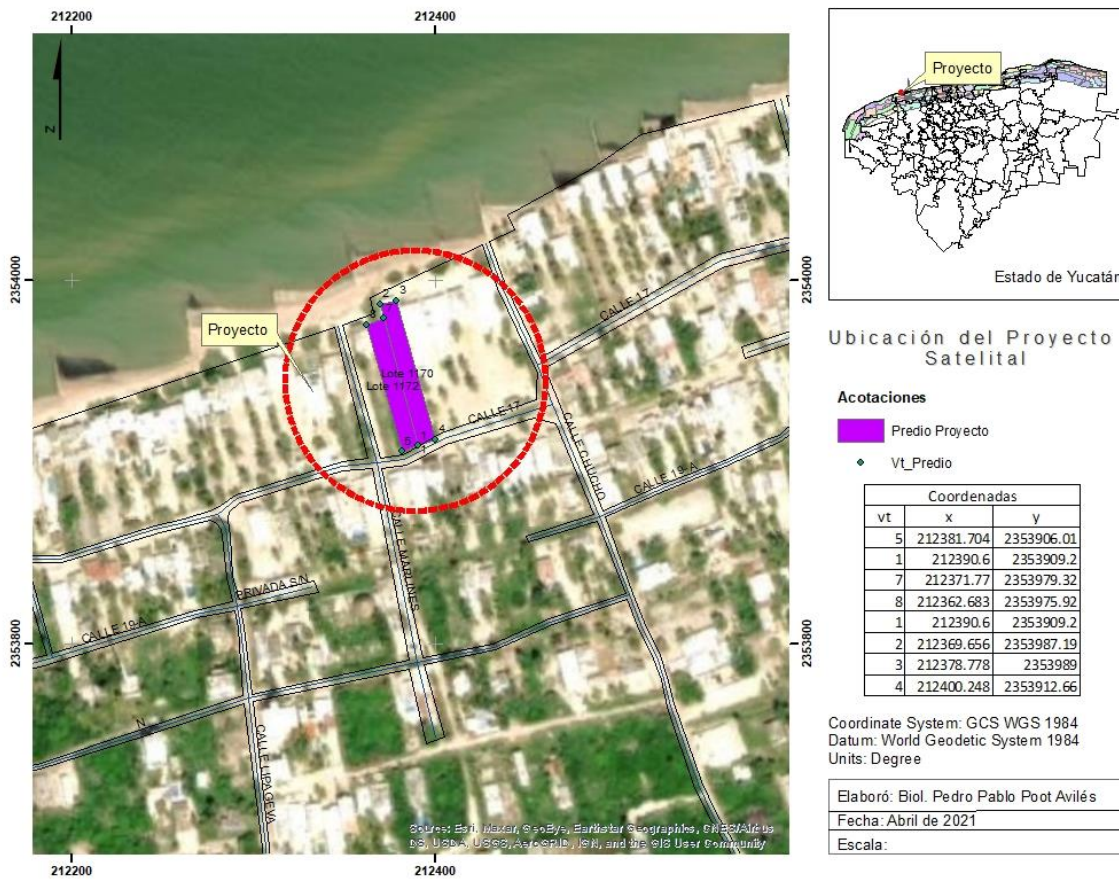 212200
212400
2354000
2353800
N
Proyecto
2
3
Lote 1170
Lote 1172
4
5
1
CALLE 17
CALLE 17
CALLE CHUCHO
CALLE 19-A
CALLE MARLINES
PRIVADA S/N
CALLE 19-A
N
CALLE LIPAGEVA
Source: Esri, Maxar, GeoEye, Earthstar Geographics, CNES/Airbus
DS, USDA, USGS, AeroGRID, IGN, and the GIS User Community
2354000
2353800
212200
212400
Proyecto
Estado de Yucatán
Ubicación del Proyecto
Satelital
Acotaciones
Predio Proyecto
Vt_Predio
Coordenadas
vt x y
5 212381.704 2353906.01
1 212390.6 2353909.2
7 212371.77 2353979.32
8 212362.683 2353975.92
1 212390.6 2353909.2
2 212369.656 2353987.19
3 212378.778 2353989
4 212400.248 2353912.66
Coordinate System: GCS WGS 1984
Datum: World Geodetic System 1984
Units: Degree
Elaboró: Biol. Pedro Pablo Poot Avilés
Fecha: Abril de 2021
Escala: